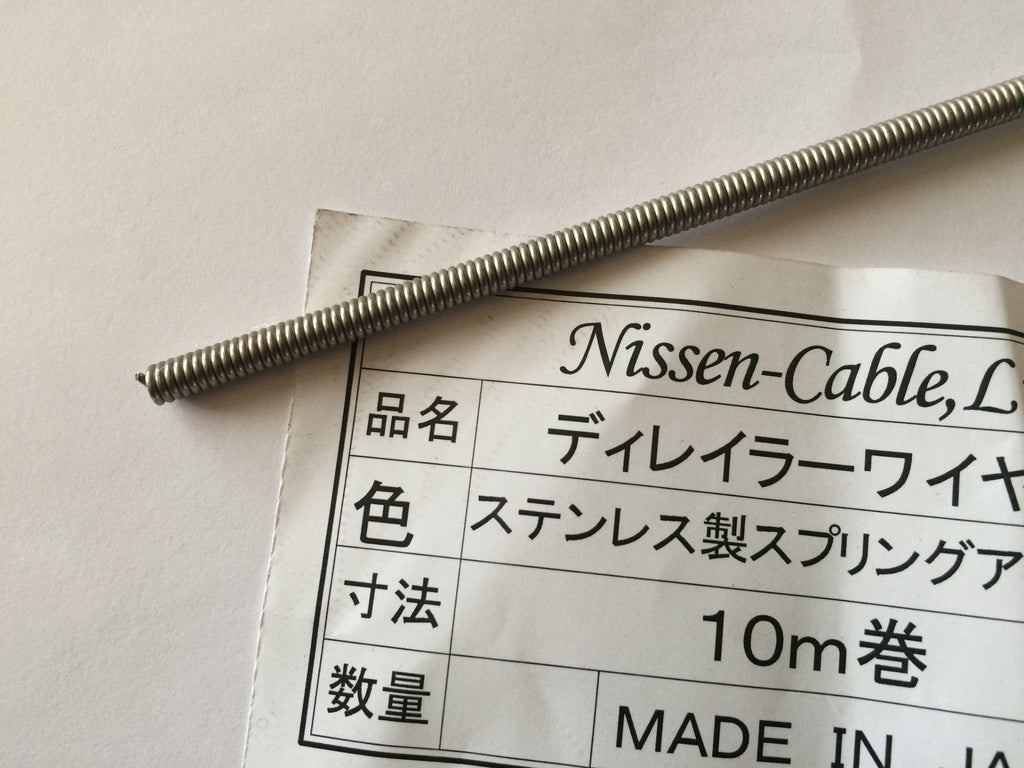 Nissen-Cable, L
品名 ディレイラーワイヤ
色 ステンレス製スプリングア
寸法 10m巻
数量 MADE IN JA